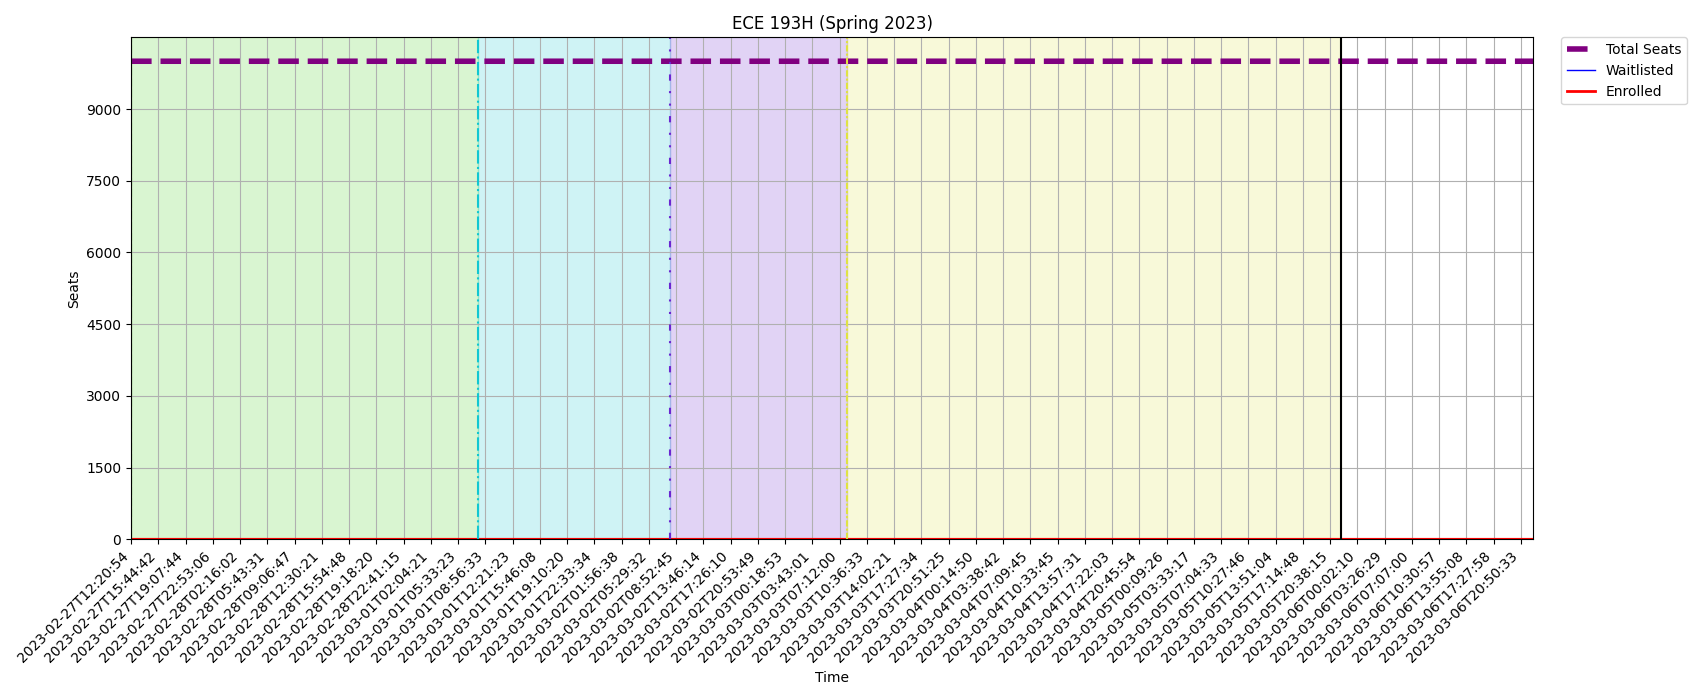 ECE 193H (Spring 2023)
Total Seats
Waitlisted
Enrolled
Seats
9000
7500
6000
4500
3000
1500
0
2023-02-27T12:20:54
2023-02-27T15:44:42
2023-02-27T19:07:44
2023-02-27T22:53:06
2023-02-28T02:16:02
2023-02-28T05:43:31
2023-02-28T09:06:47
2023-02-28T12:30:21
2023-02-28T15:54:48
2023-02-28T19:18:20
2023-02-28T22:41:15
2023-03-01T02:04:21
2023-03-01T05:33:23
2023-03-01T08:56:33
2023-03-01T12:21:23
2023-03-01T15:46:08
2023-03-01T19:10:20
2023-03-01T22:33:34
2023-03-02T01:56:38
2023-03-02T05:29:32
2023-03-02T08:52:45
2023-03-02T13:46:14
2023-03-02T17:26:10
2023-03-02T20:53:49
2023-03-03T00:18:53
2023-03-03T03:43:01
2023-03-03T07:12:00
2023-03-03T10:36:33
2023-03-03T14:02:21
2023-03-03T17:27:34
2023-03-03T20:51:25
2023-03-04T00:14:50
2023-03-04T03:38:42
2023-03-04T07:09:45
2023-03-04T10:33:45
2023-03-04T13:57:31
2023-03-04T17:22:03
2023-03-04T20:45:54
2023-03-05T00:09:26
2023-03-05T03:33:17
2023-03-05T07:04:33
2023-03-05T10:27:46
2023-03-05T13:51:04
2023-03-05T17:14:48
2023-03-05T20:38:15
2023-03-06T00:02:10
2023-03-06T03:26:29
2023-03-06T07:07:00
2023-03-06T10:30:57
2023-03-06T13:55:08
2023-03-06T17:27:58
2023-03-06T20:50:33
Time